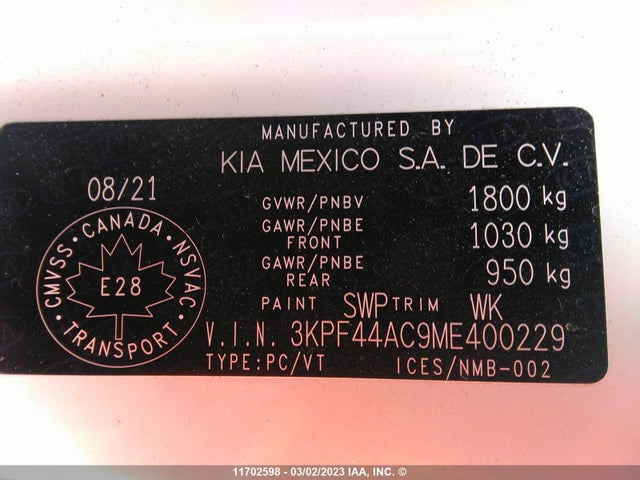 MANUFACTURED BY
KIA MEXICO S.A. DE C.V.
08/21
GVWR/PNBV 1800 kg
GAWR/PNBE FRONT 1030 kg
GAWR/PNBE REAR 950 kg
PAINT SWP TRIM WK
V.I.N. 3KPF44AC9ME400229
TYPE:PC/VT ICES/NMB-002
CMVSS · CANADA · NSVAC · TRANSPORT ·
E28
11702598 - 03/02/2023 IAA, INC. ©